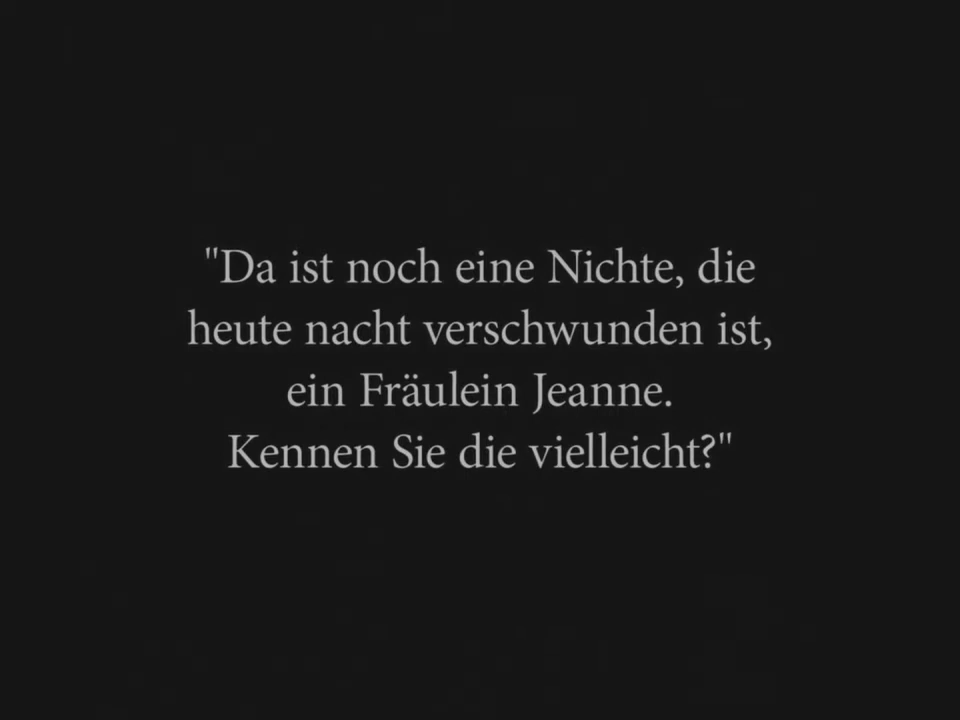 "Da ist noch eine Nichte, die
heute nacht verschwunden ist,
ein Fräulein Jeanne.
Kennen Sie die vielleicht?"